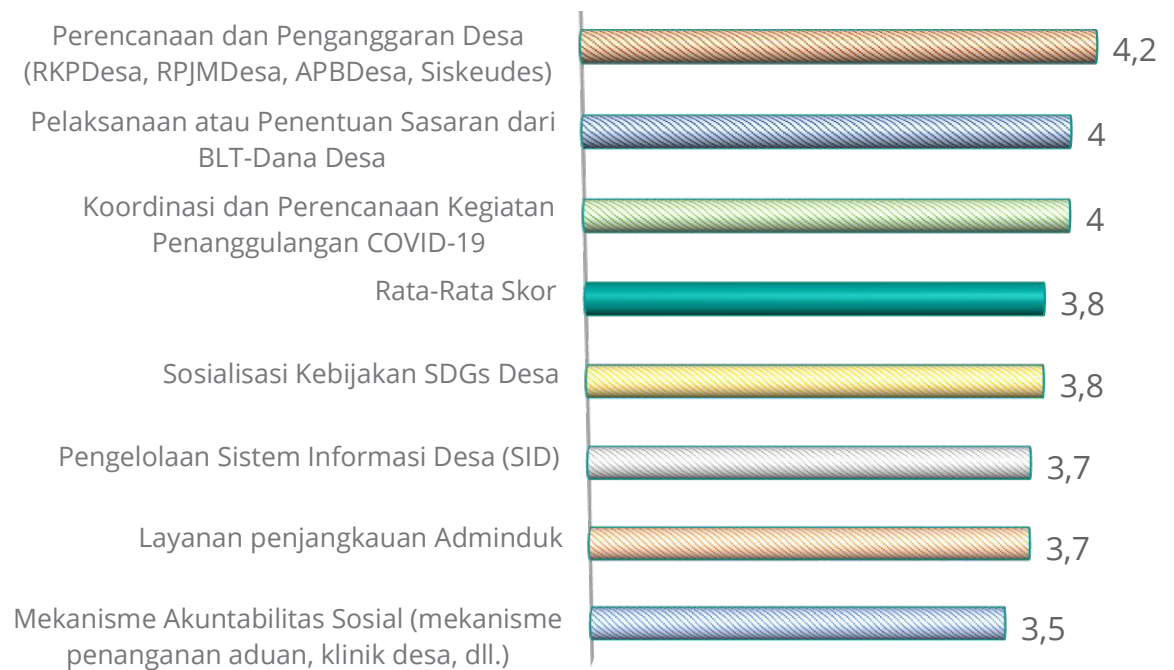 Perencanaan dan Penganggaran Desa
(RKPDesa, RPJMDesa, APBDesa, Siskeudes)
4,2
Pelaksanaan atau Penentuan Sasaran dari
BLT-Dana Desa
4
Koordinasi dan Perencanaan Kegiatan
Penanggulangan COVID-19
4
Rata-Rata Skor
3,8
Sosialisasi Kebijakan SDGs Desa
3,8
Pengelolaan Sistem Informasi Desa (SID)
3,7
Layanan penjangkauan Adminduk
3,7
Mekanisme Akuntabilitas Sosial (mekanisme
penanganan aduan, klinik desa, dll.)
3,5